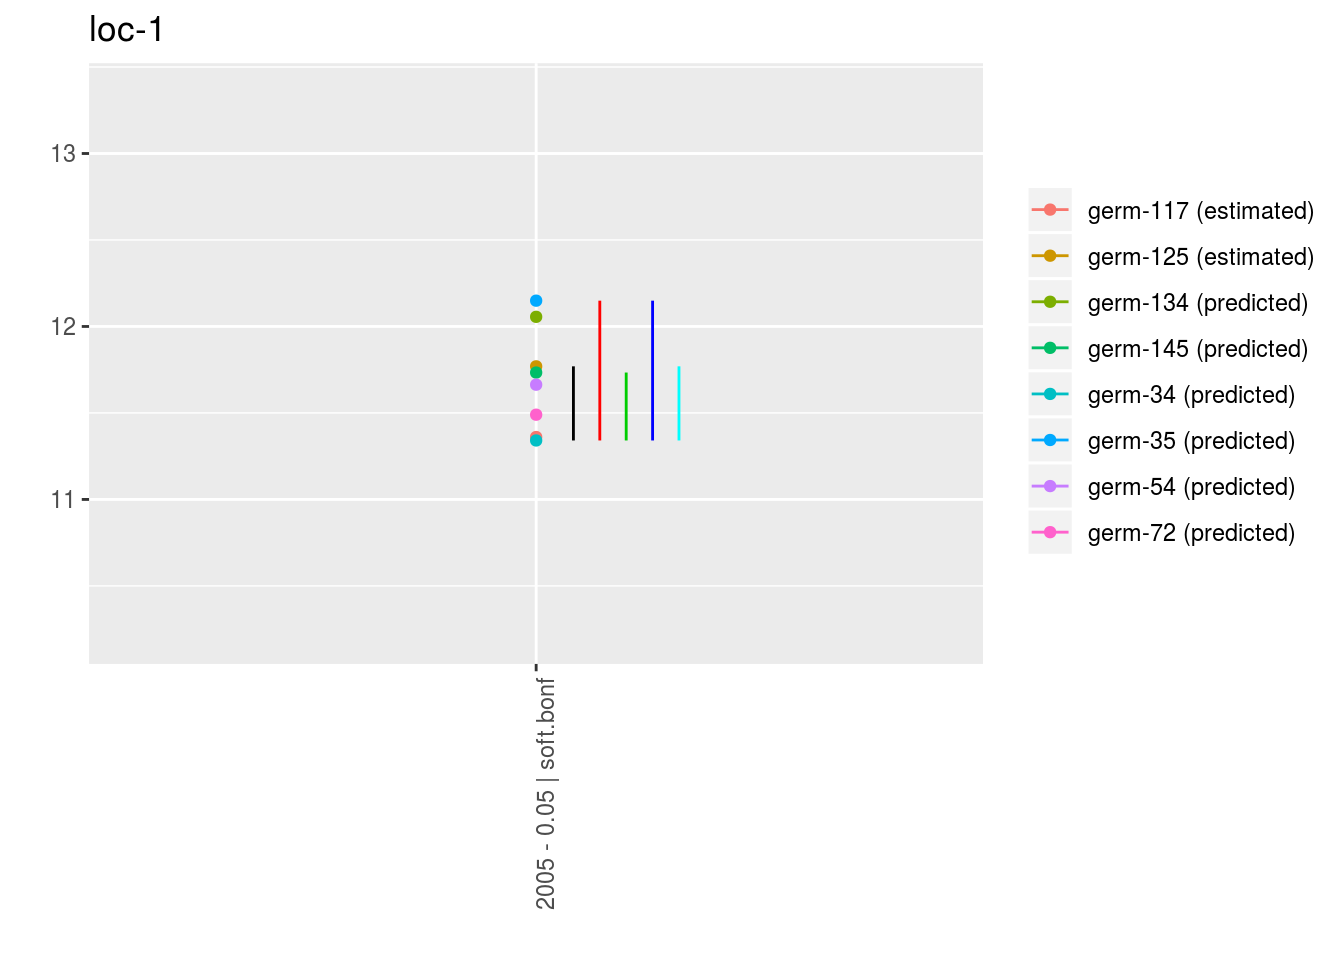 loc-1
13
12
11
2005 - 0.05 | soft.bonf
germ-117 (estimated)
germ-125 (estimated)
germ-134 (predicted)
germ-145 (predicted)
germ-34 (predicted)
germ-35 (predicted)
germ-54 (predicted)
germ-72 (predicted)